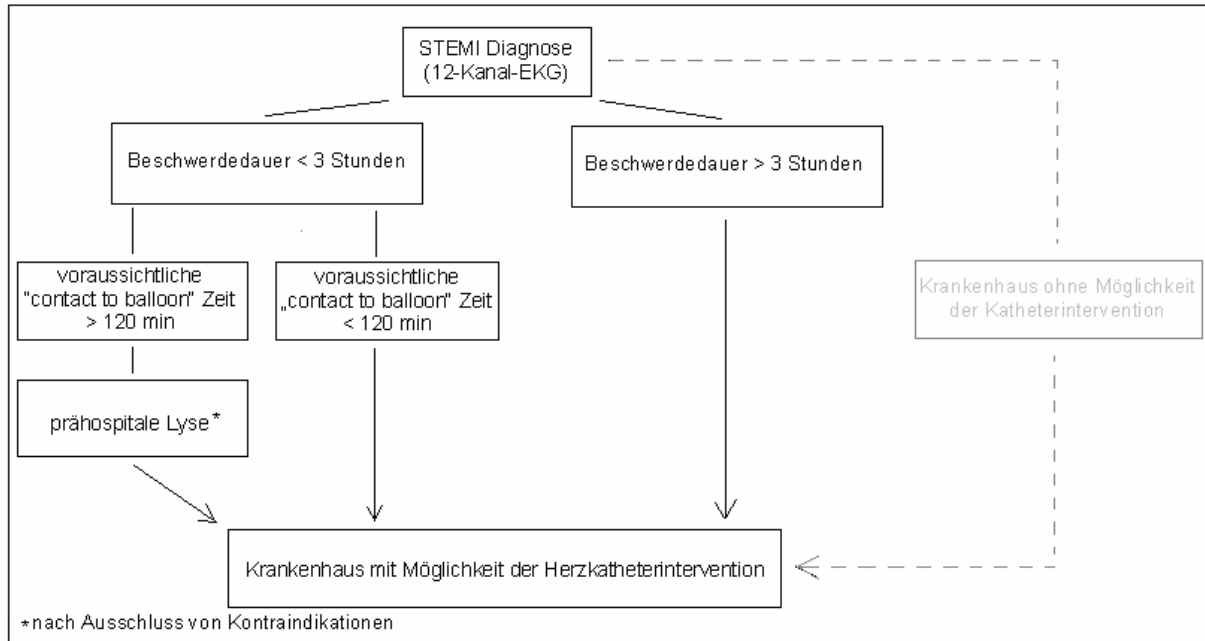 STEMI Diagnose
(12-Kanal-EKG)
Beschwerdedauer < 3 Stunden
Beschwerdedauer > 3 Stunden
voraussichtliche
"contact to balloon" Zeit
> 120 min
voraussichtliche
„contact to balloon" Zeit
< 120 min
Krankenhaus ohne Möglichkeit
der Katheterintervention
prähospitale Lyse*
Krankenhaus mit Möglichkeit der Herzkatheterintervention
*nach Ausschluss von Kontraindikationen